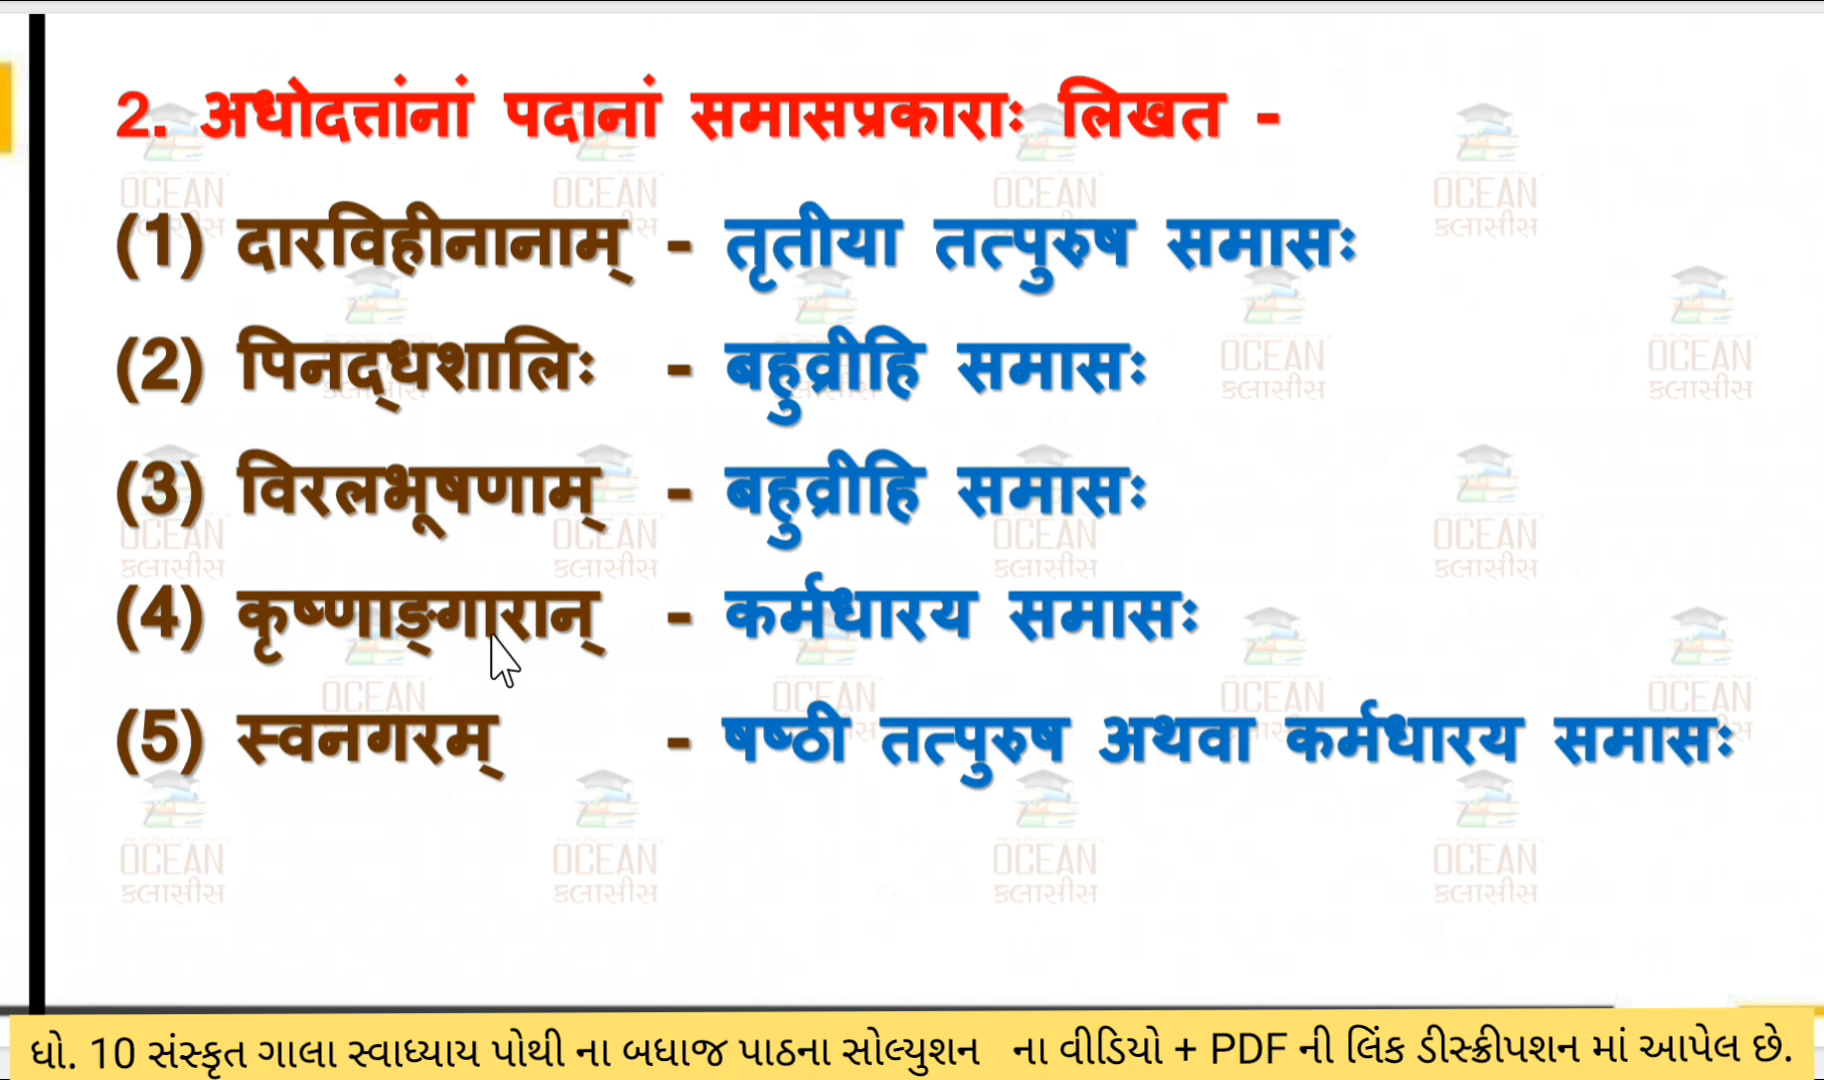 2. अधोदत्तांनां पदानां समासप्रकाराः लिखत -
(1) दारविहीनानाम् - तृतीया तत्पुरुष समासः
(2) पिनद्धशालिः - बहुव्रीहि समासः
(3) विरलभूषणाम् - बहुव्रीहि समासः
(4) कृष्णाङ्गारान् - कर्मधारय समासः
(5) स्वनगरम् - षष्ठी तत्पुरुष अथवा कर्मधारय समासः
OCEAN
ક્લાસીસ
ધો. 10 સંસ્કૃત ગાલા સ્વાધ્યાય પોથી ના બધાજ પાઠના સોલ્યુશન ના વીડિયો + PDF ની લિંક ડીસ્ક્રીપશન માં આપેલ છે.